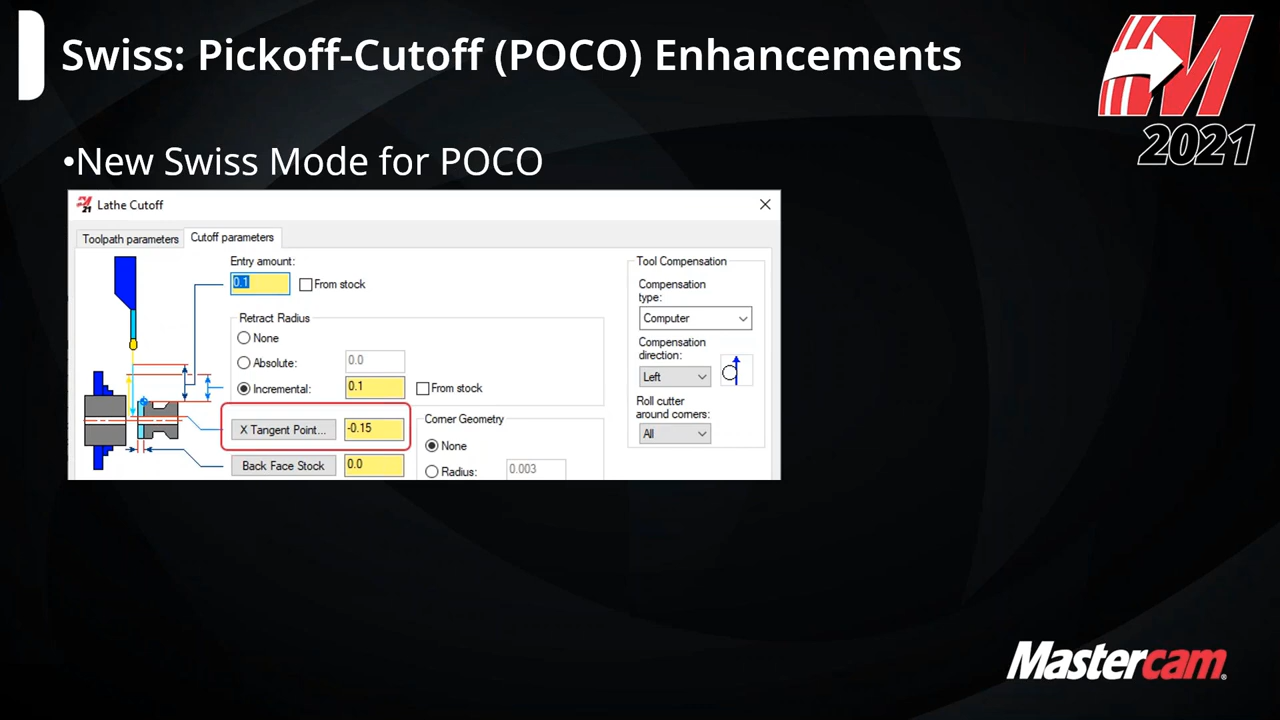 Swiss: Pickoff-Cutoff (POCO) Enhancements
M
2021
•New Swiss Mode for POCO
21
Lathe Cutoff
Toolpath parameters
Cutoff parameters
Entry amount:
0.1
From stock
Retract Radius
None
Absolute:
0.0
Incremental:
0.1
From stock
X Tangent Point...
-0.15
Back Face Stock
0.0
Corner Geometry
None
Radius:
0.003
Tool Compensation
Compensation
type:
Computer
Compensation
direction:
Left
Roll cutter
around corners:
All
Mastercam®